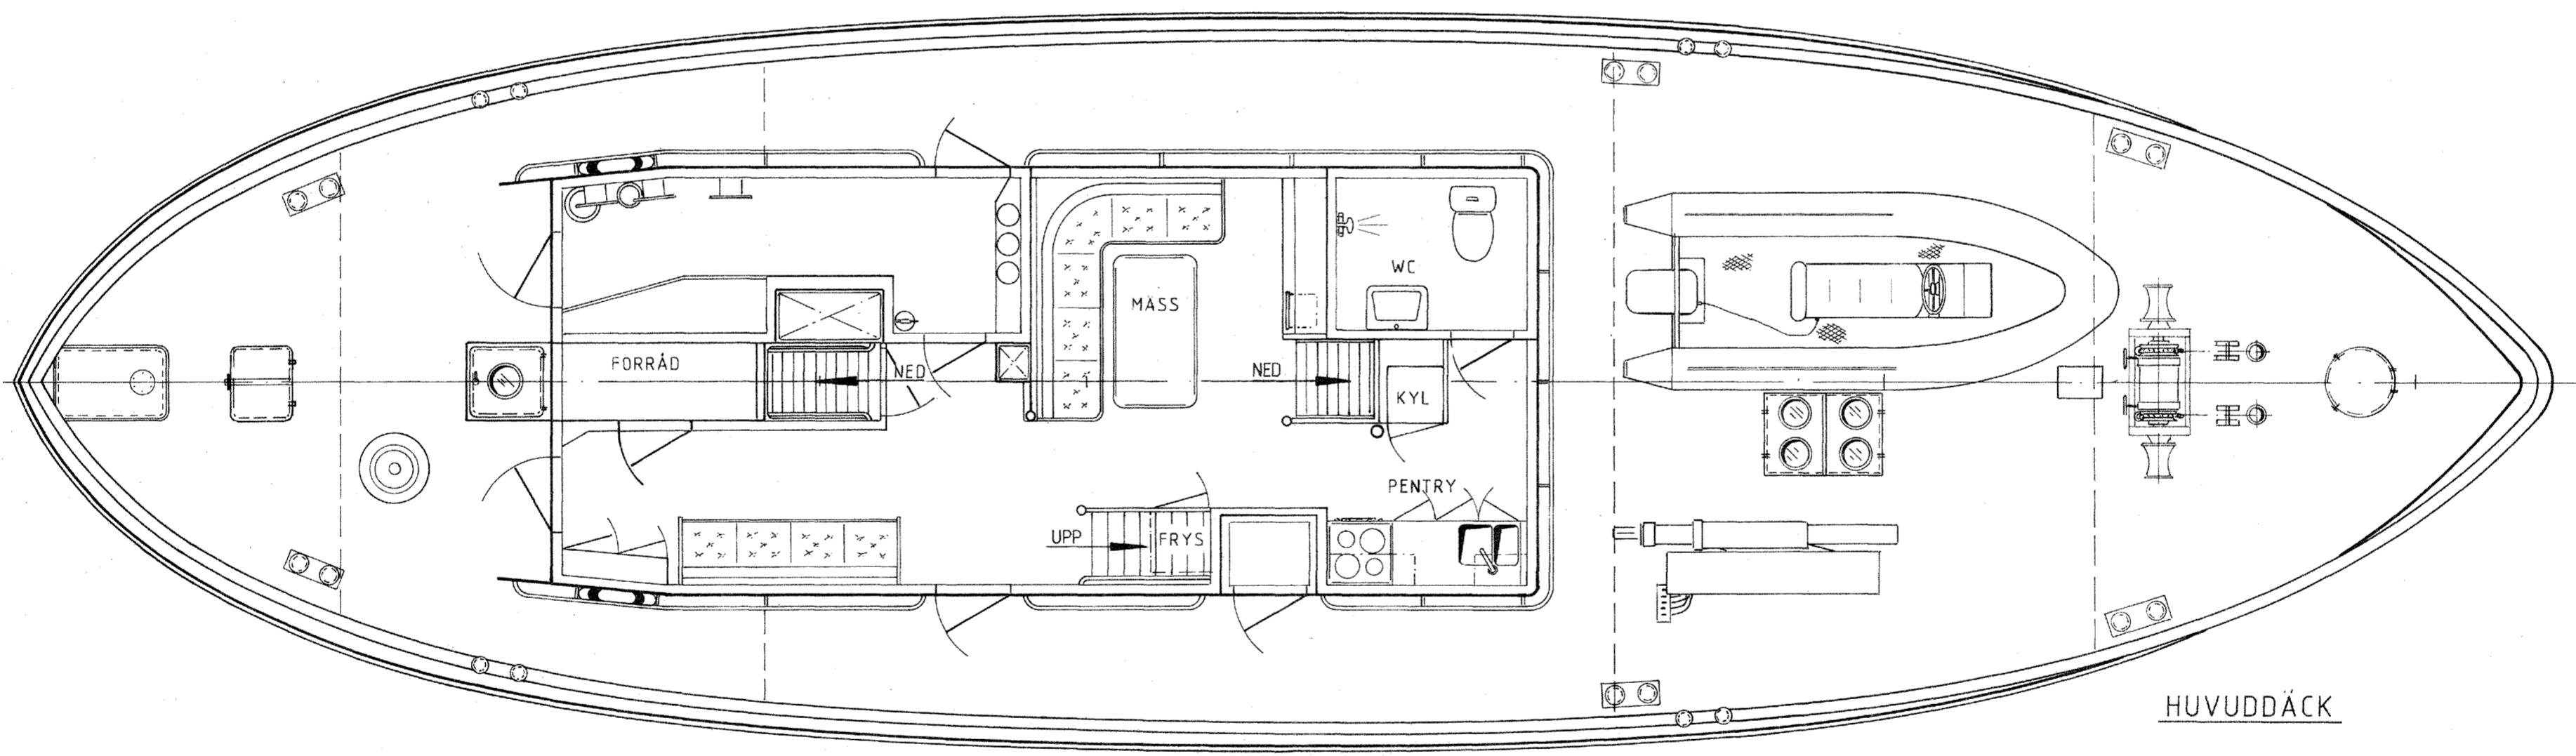 WC
MÄSS
FÖRRÅD
NED
NED
KYL
PENTRY
UPP
FRYS
HUVUDDÄCK